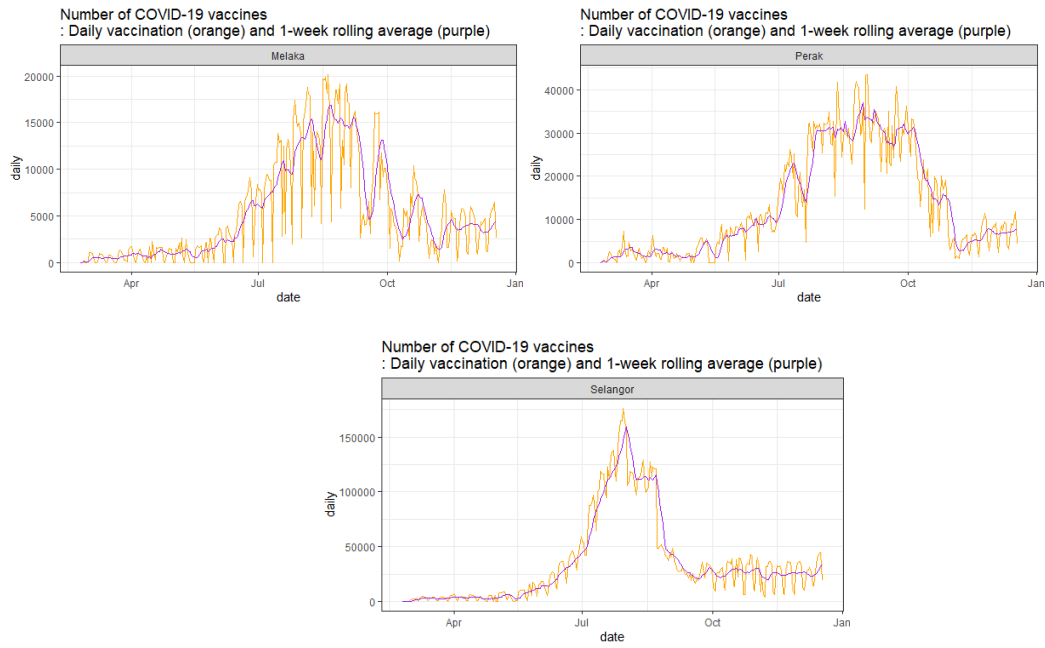 Number of COVID-19 vaccines
: Daily vaccination (orange) and 1-week rolling average (purple)
Melaka
20000
15000
10000
5000
0
daily
Apr
Jul
Oct
Jan
date
Number of COVID-19 vaccines
: Daily vaccination (orange) and 1-week rolling average (purple)
Perak
40000
30000
20000
10000
0
daily
Apr
Jul
Oct
Jan
date
Number of COVID-19 vaccines
: Daily vaccination (orange) and 1-week rolling average (purple)
Selangor
150000
100000
50000
0
daily
Apr
Jul
Oct
Jan
date